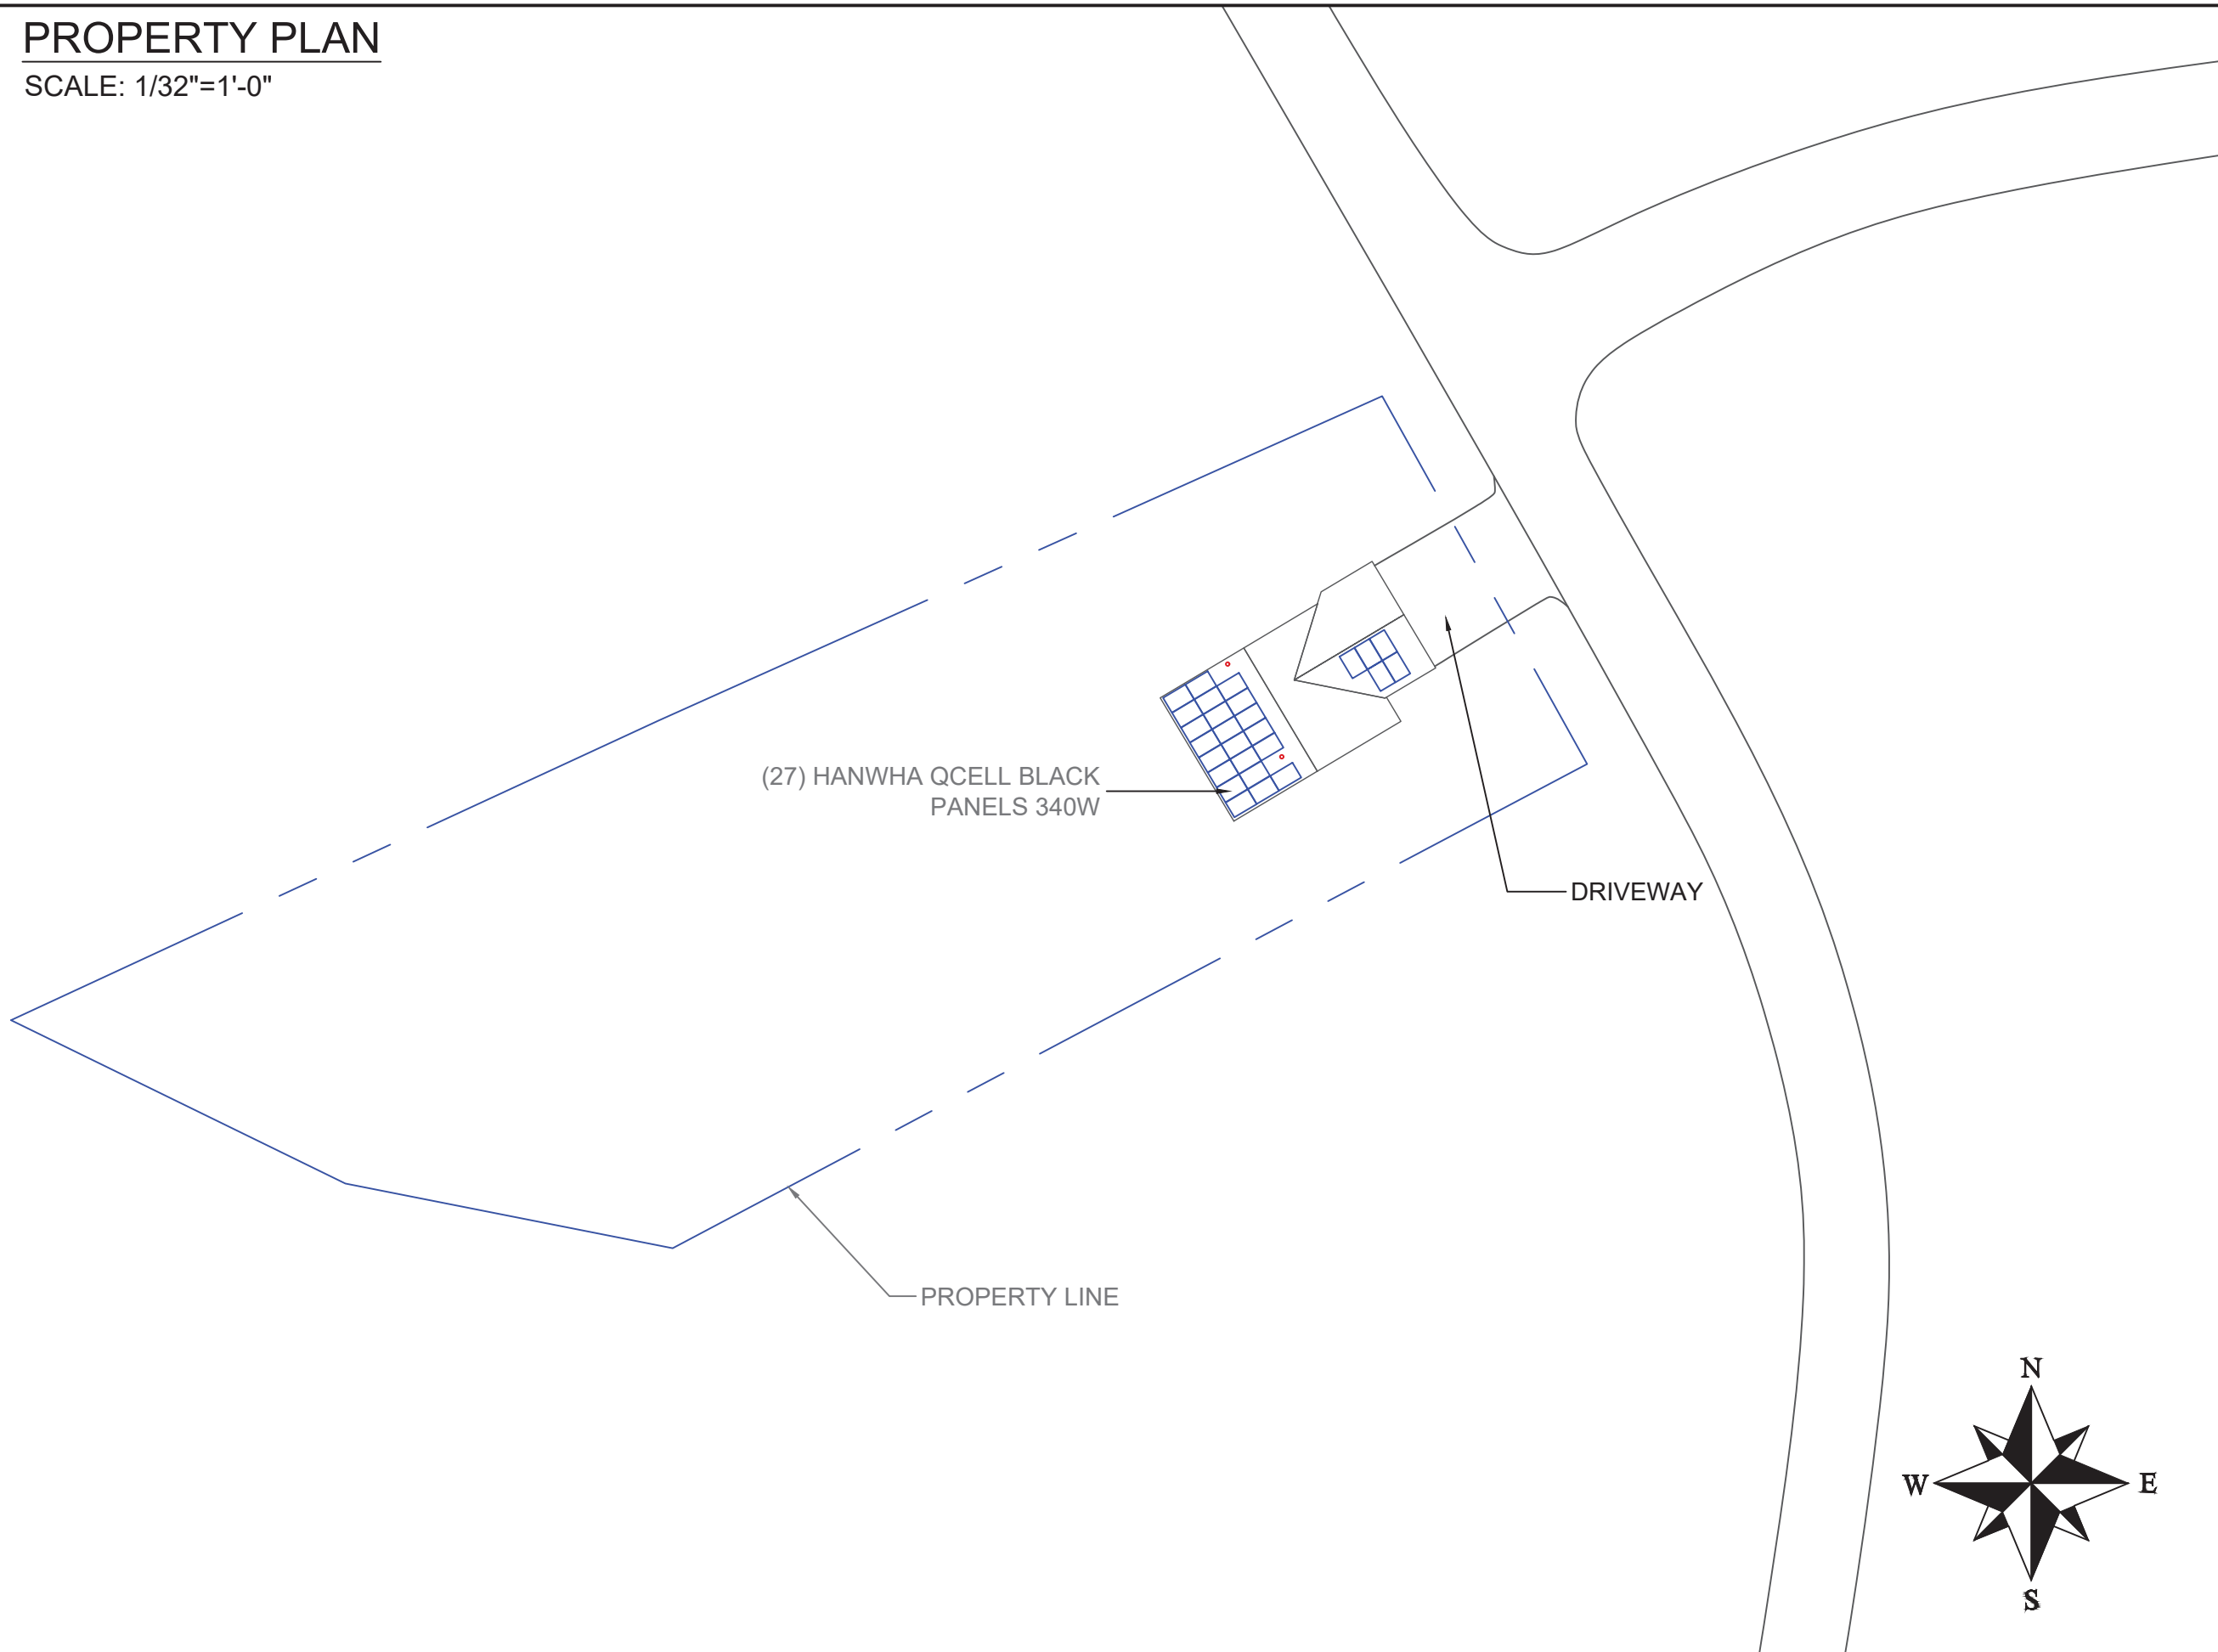 PROPERTY PLAN
SCALE: 1/32"=1'-0"
(27) HANWHA QCELL BLACK
PANELS 340W
DRIVEWAY
PROPERTY LINE
N
W
E
S